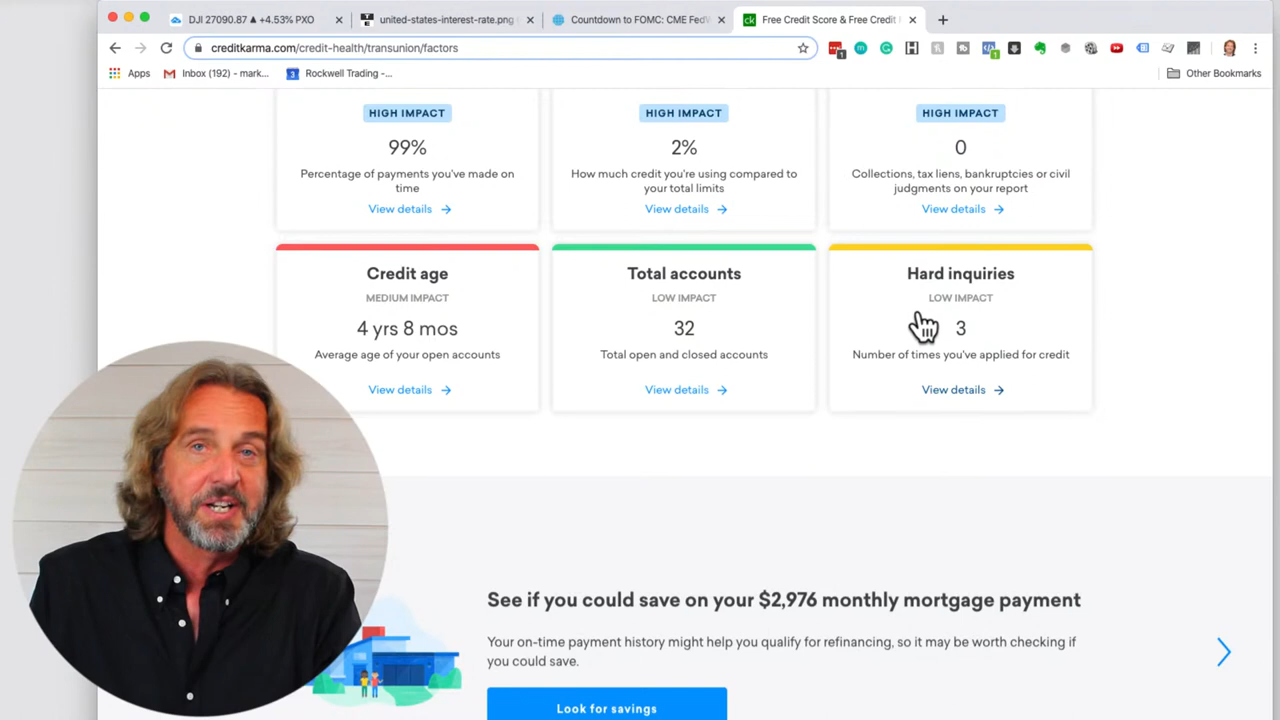 DJI 27090.87 ▲ +4.53% PXO
united-states-interest-rate.png
Countdown to FOMC: CME FedW
Free Credit Score & Free Credit
creditkarma.com/credit-health/transunion/factors
Apps
Inbox (192) - mark...
Rockwell Trading -...
Other Bookmarks
HIGH IMPACT
99%
Percentage of payments you've made on
time
View details →
HIGH IMPACT
2%
How much credit you're using compared to
your total limits
View details →
HIGH IMPACT
0
Collections, tax liens, bankruptcies or civil
judgments on your report
View details →
Credit age
MEDIUM IMPACT
4 yrs 8 mos
Average age of your open accounts
View details →
Total accounts
LOW IMPACT
32
Total open and closed accounts
View details →
Hard inquiries
LOW IMPACT
3
Number of times you've applied for credit
View details →
See if you could save on your $2,976 monthly mortgage payment
Your on-time payment history might help you qualify for refinancing, so it may be worth checking if
you could save.
Look for savings